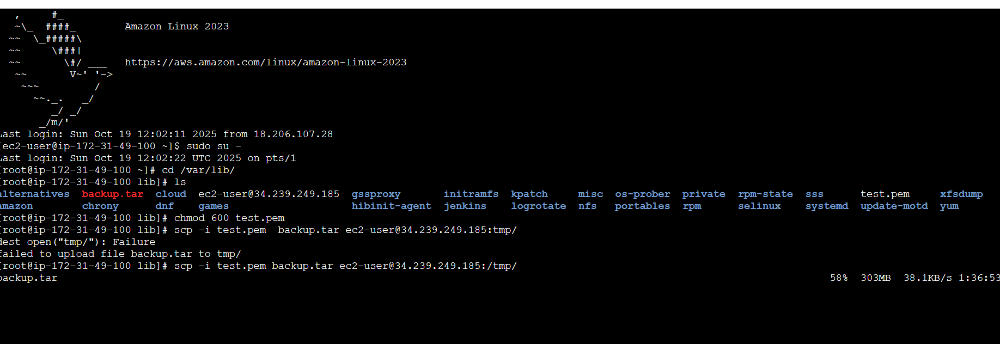 ,     #_
   ~\_  ####_        Amazon Linux 2023
  ~~  \_#####\
  ~~     \###|
  ~~       \#/ ___   https://aws.amazon.com/linux/amazon-linux-2023
   ~~       V~' '->
    ~~~         /
      ~~._.   _/
         _/ _/
       _/m/'
Last login: Sun Oct 19 12:02:11 2025 from 18.206.107.28
[ec2-user@ip-172-31-49-100 ~]$ sudo su -
Last login: Sun Oct 19 12:02:22 UTC 2025 on pts/1
[root@ip-172-31-49-100 ~]# cd /var/lib/
[root@ip-172-31-49-100 lib]# ls
alternatives  backup.tar  cloud  ec2-user@34.239.249.185  gssproxy       initramfs  kpatch     misc  os-prober  private  rpm-state  sss      test.pem     xfsdump
amazon        chrony      dnf    games                    hibinit-agent  jenkins    logrotate  nfs   portables  rpm      selinux    systemd  update-motd  yum
[root@ip-172-31-49-100 lib]# chmod 600 test.pem
[root@ip-172-31-49-100 lib]# scp -i test.pem  backup.tar ec2-user@34.239.249.185:tmp/
dest open("tmp/"): Failure
failed to upload file backup.tar to tmp/
[root@ip-172-31-49-100 lib]# scp -i test.pem backup.tar ec2-user@34.239.249.185:/tmp/
backup.tar                                                                 58%  303MB  38.1KB/s 1:36:53